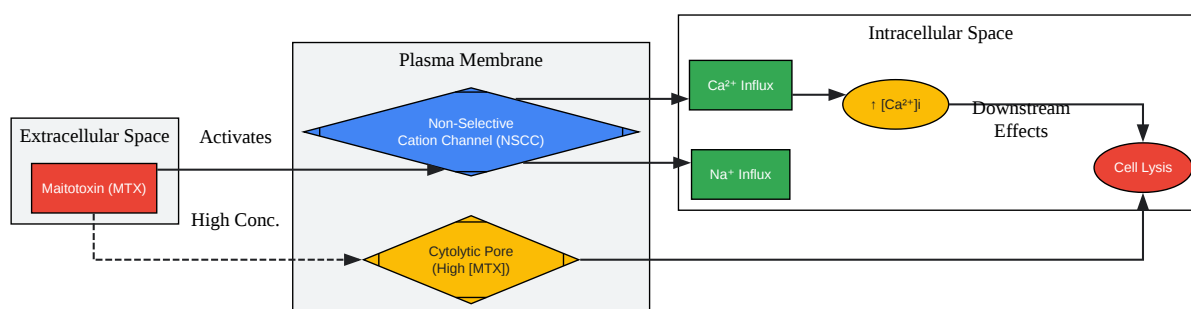 Extracellular Space
Maitotoxin (MTX)
Activates
High Conc.
Plasma Membrane
Non-Selective
Cation Channel (NSCC)
Cytolytic Pore
(High [MTX])
Intracellular Space
Ca²⁺ Influx
Na⁺ Influx
↑ [Ca²⁺]i
Downstream
Effects
Cell Lysis